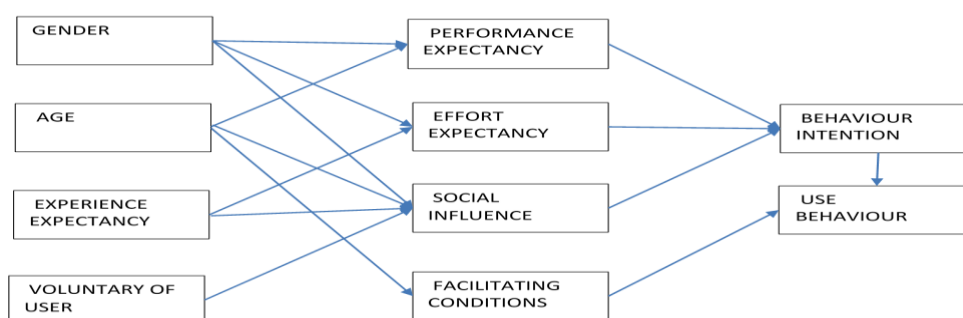 GENDER
PERFORMANCE
EXPECTANCY
AGE
EFFORT
EXPECTANCY
BEHAVIOUR
INTENTION
EXPERIENCE
EXPECTANCY
SOCIAL
INFLUENCE
USE
BEHAVIOUR
VOLUNTARY OF
USER
FACILITATING
CONDITIONS